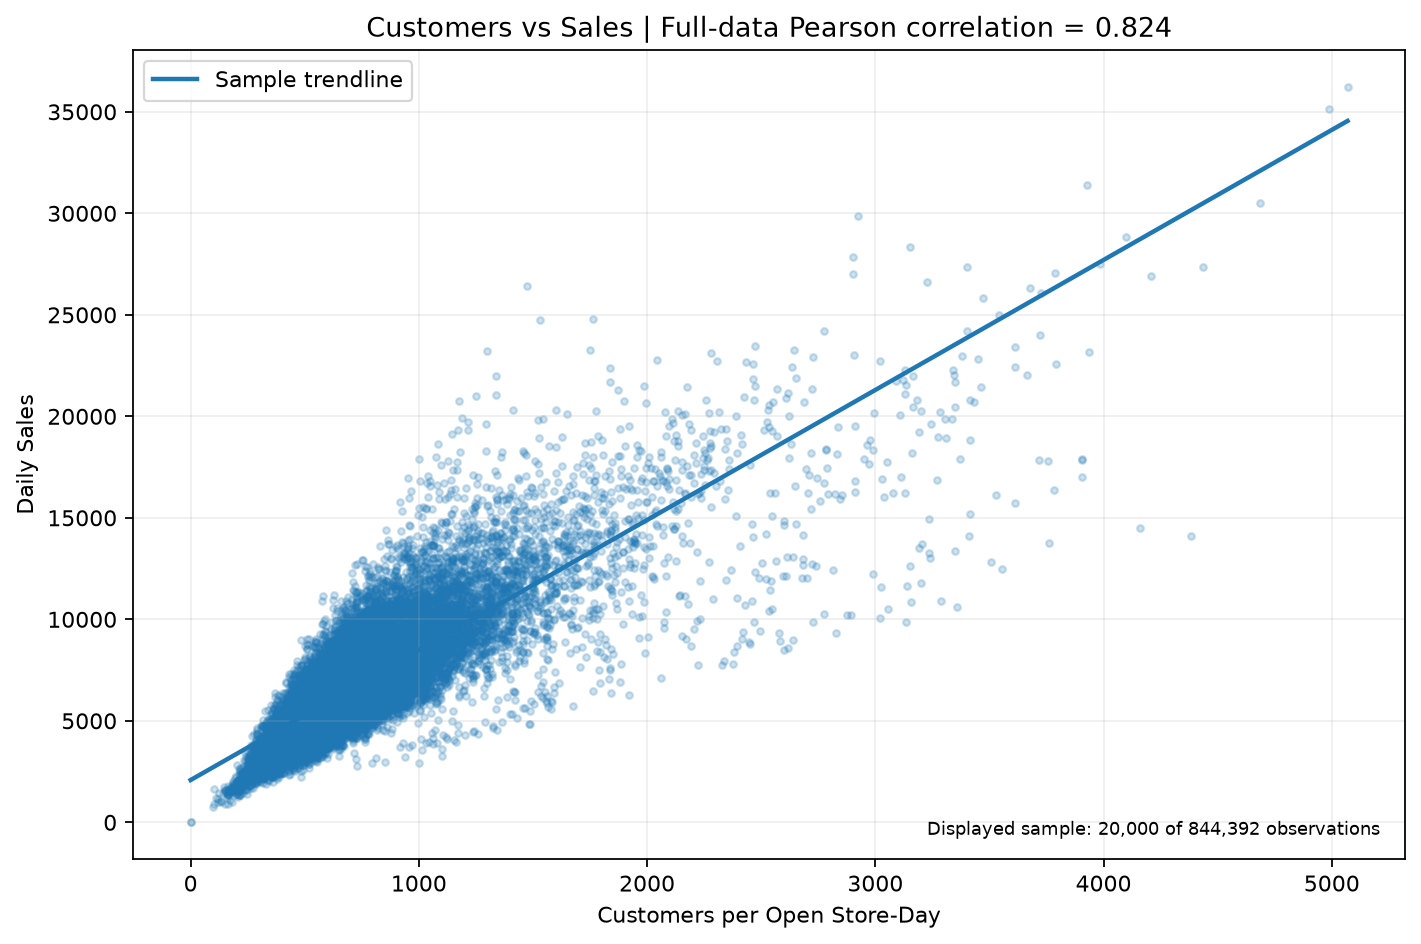 Customers vs Sales | Full-data Pearson correlation = 0.824
Sample trendline
35000
30000
25000
20000
15000
10000
5000
0
Daily Sales
Displayed sample: 20,000 of 844,392 observations
0 1000 2000 3000 4000 5000
Customers per Open Store-Day